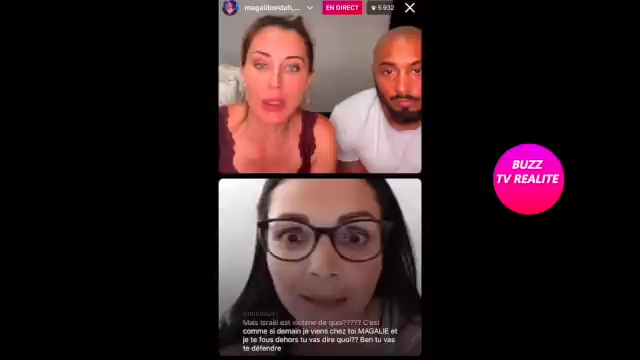 magalibordah,...
EN DIRECT
5 932
BUZZ
TV REALITE
Mais Israël est victime de quoi????? C'est
comme si demain je viens chez toi MAGALIE et
je te fous dehors tu vas dire quoi?? Ben tu vas
te défendre